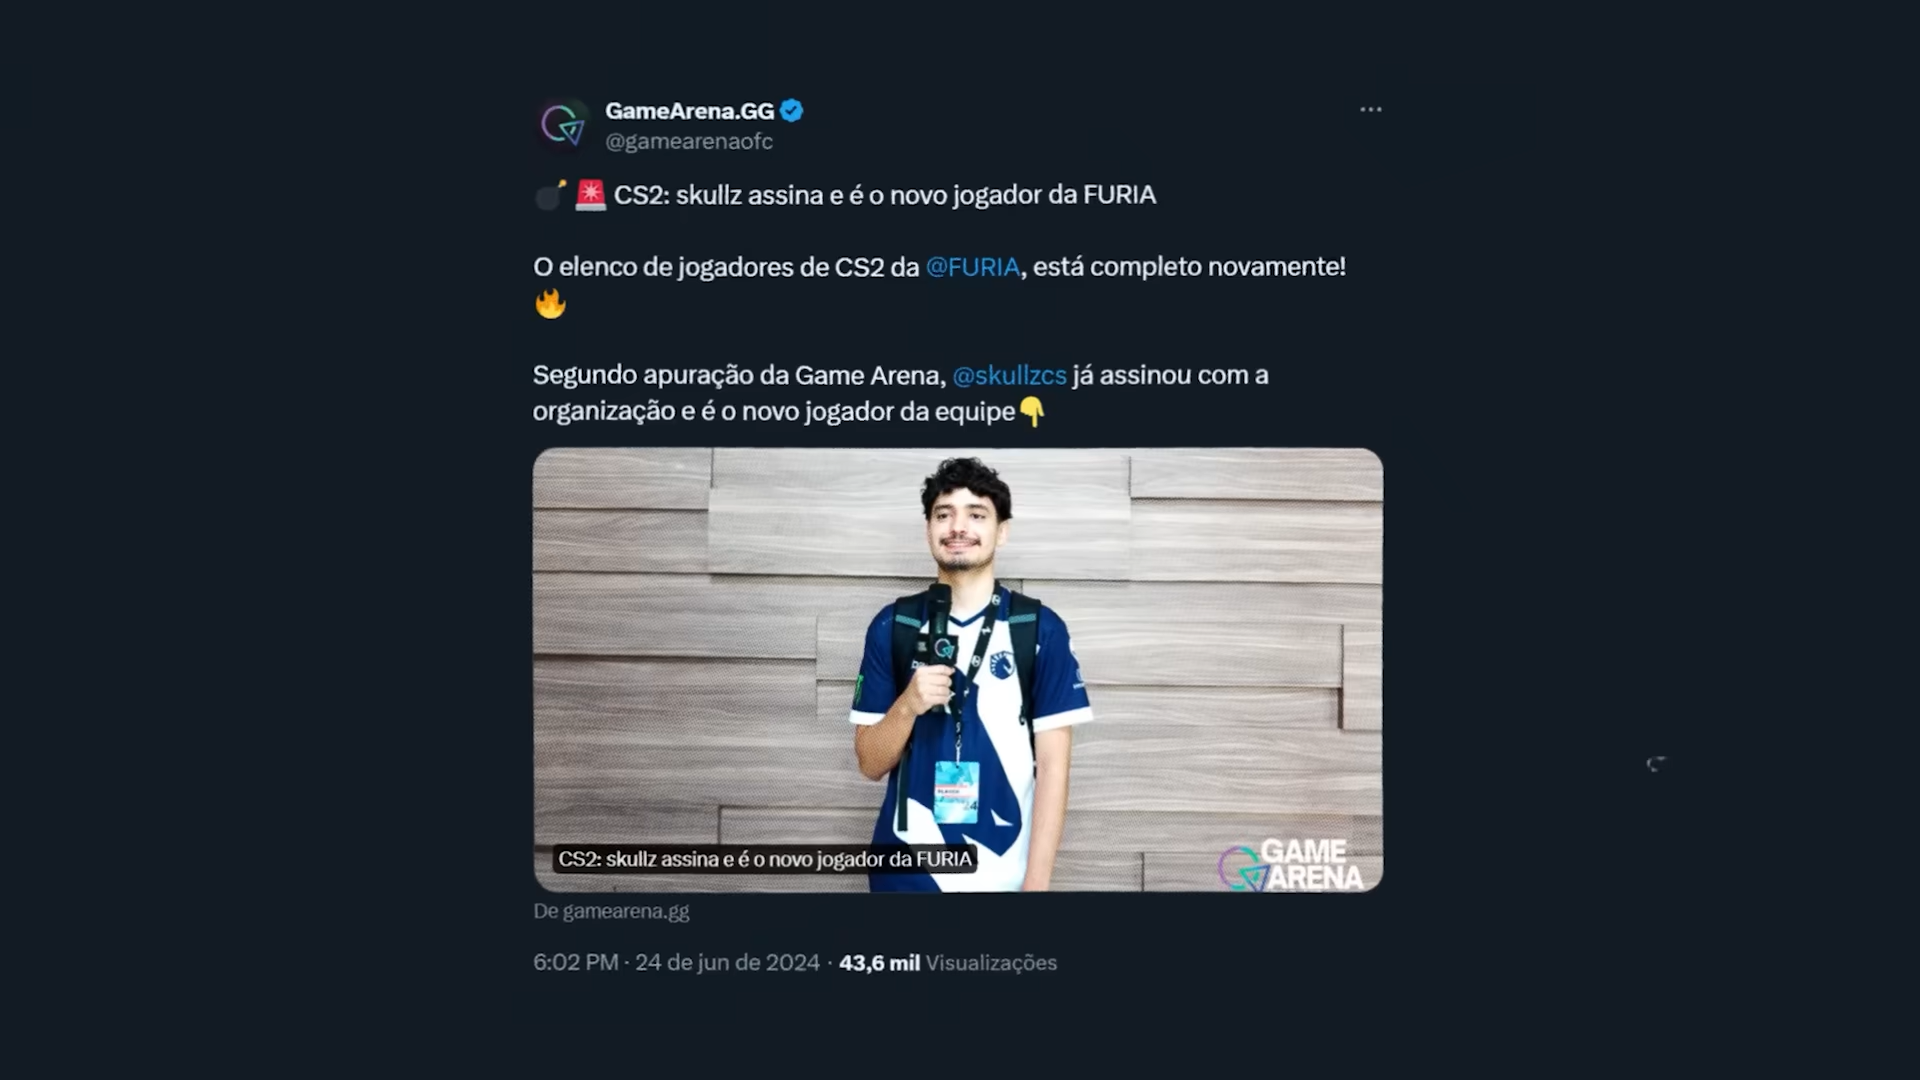 GameArena.GG
@gamearenaofc
CS2: skullz assina e é o novo jogador da FURIA
O elenco de jogadores de CS2 da @FURIA, está completo novamente!
Segundo apuração da Game Arena, @skullzcs já assinou com a
organização e é o novo jogador da equipe
CS2: skullz assina e é o novo jogador da FURIA
GAME
ARENA
De gamearena.gg
6:02 PM · 24 de jun de 2024 · 43,6 mil Visualizações